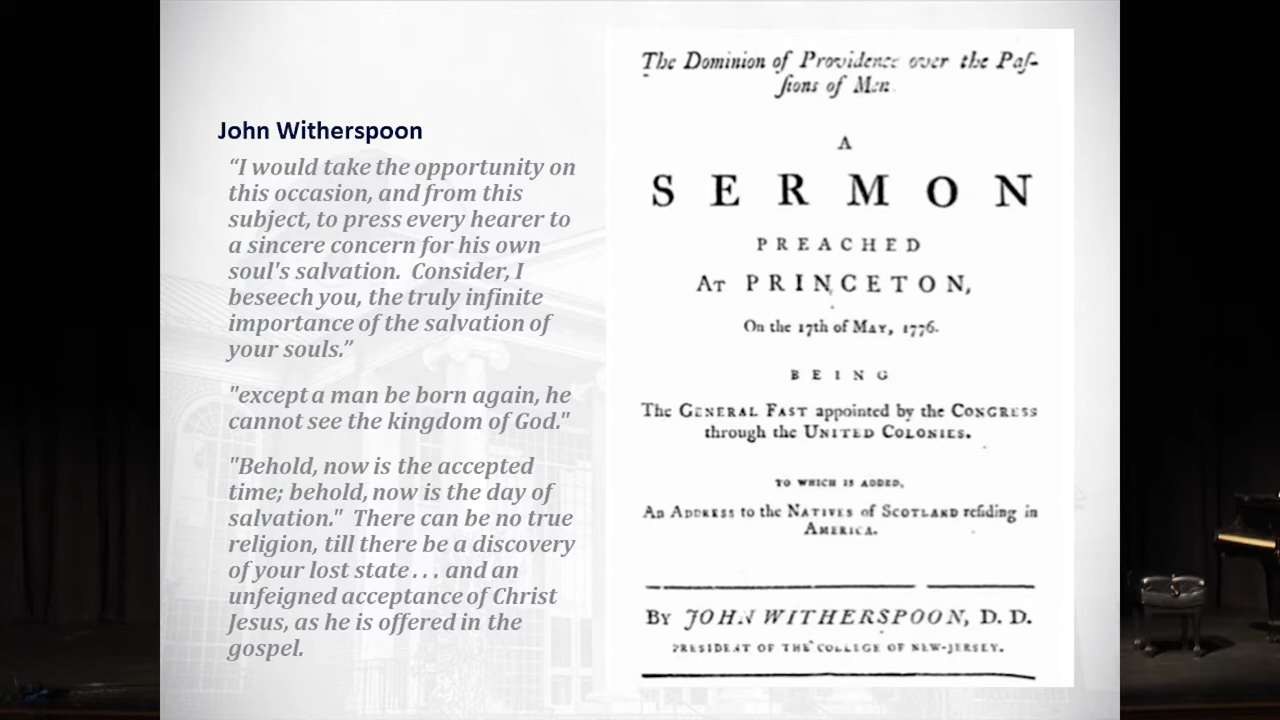 John Witherspoon
“I would take the opportunity on
this occasion, and from this
subject, to press every hearer to
a sincere concern for his own
soul's salvation.  Consider, I
beseech you, the truly infinite
importance of the salvation of
your souls.”
"except a man be born again, he
cannot see the kingdom of God."
"Behold, now is the accepted
time; behold, now is the day of
salvation."  There can be no true
religion, till there be a discovery
of your lost state . . . and an
unfeigned acceptance of Christ
Jesus, as he is offered in the
gospel.
The Dominion of Providence over the Paſ-
ſions of Men.
A
SERMON
PREACHED
AT PRINCETON,
On the 17th of MAY, 1776.
BEING
The GENERAL FAST appointed by the CONGRESS
through the UNITED COLONIES.
TO WHICH IS ADDED,
An ADDRESS to the NATIVES of SCOTLAND reſiding in
AMERICA.
BY JOHN WITHERSPOON, D. D.
PRESIDENT OF THE COLLEGE OF NEW-JERSEY.